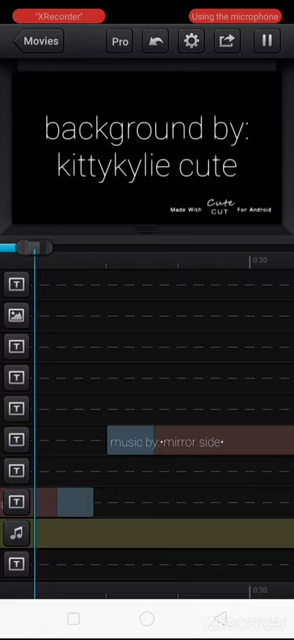 "XRecorder"
Using the microphone
Movies
Pro
background by:
kittykylie cute
Made With Cute CUT For Android
0:30
T
T
T
T
T
music by:•mirror side•
T
T
T
0:30
XRecorder